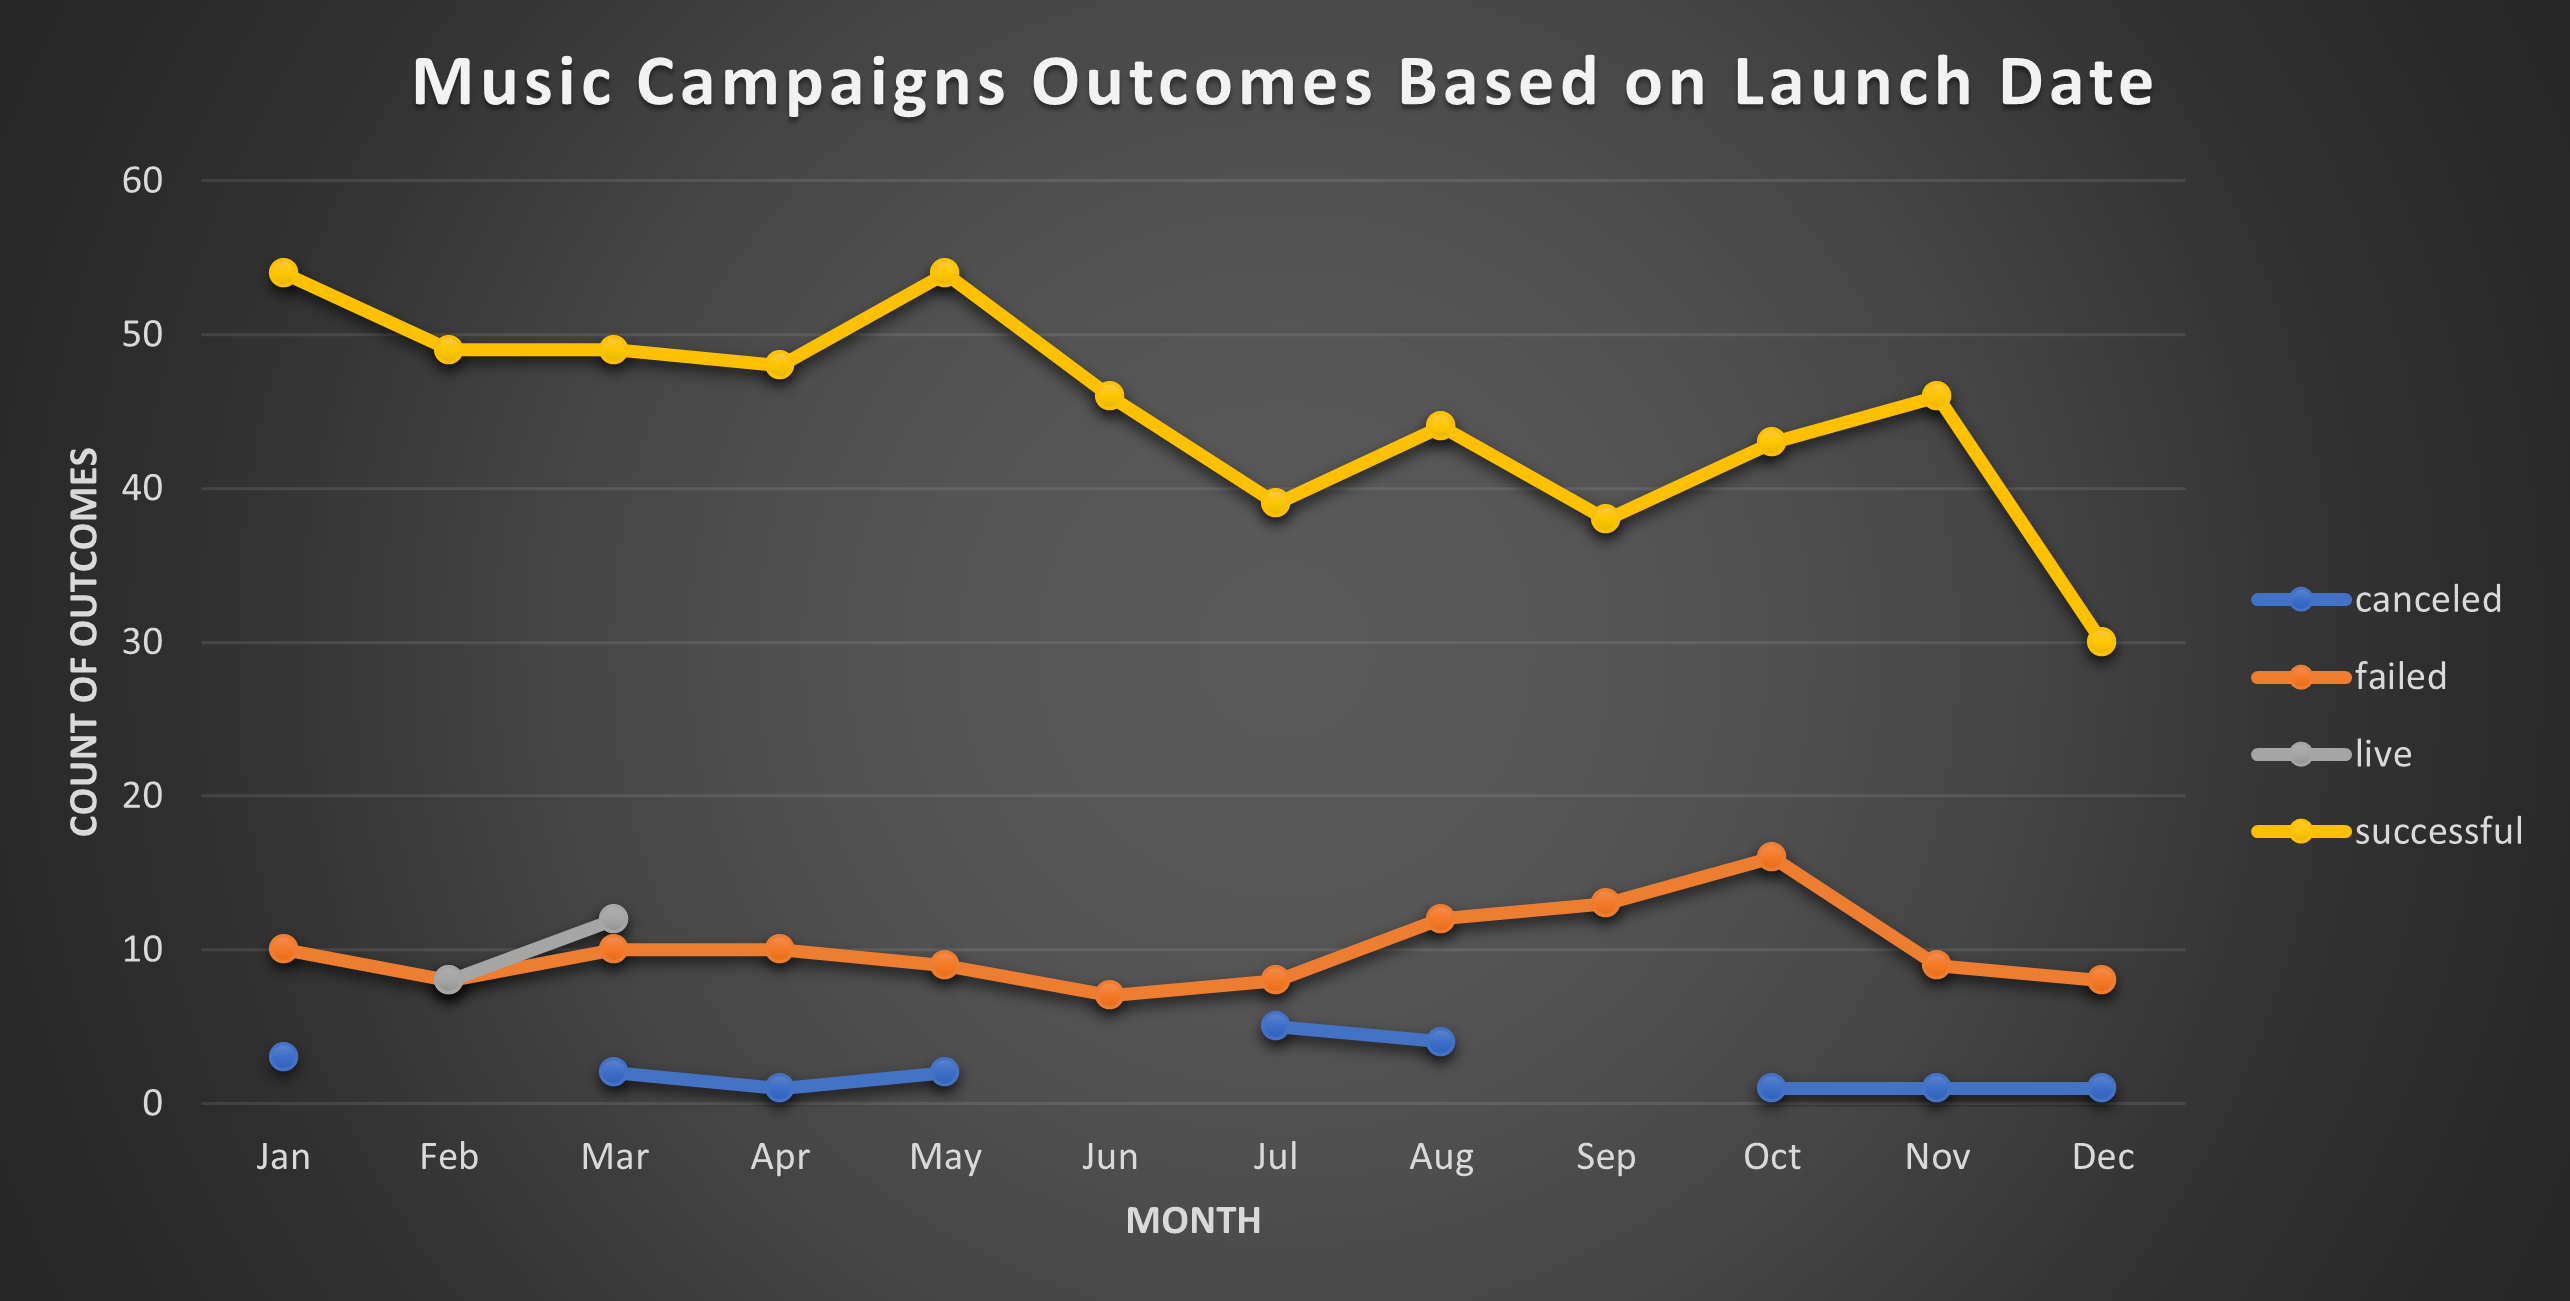 Music Campaigns Outcomes Based on Launch Date
60
50
40
30
20
10
0
COUNT OF OUTCOMES
Jan Feb Mar Apr May Jun Jul Aug Sep Oct Nov Dec
MONTH
canceled
failed
live
successful